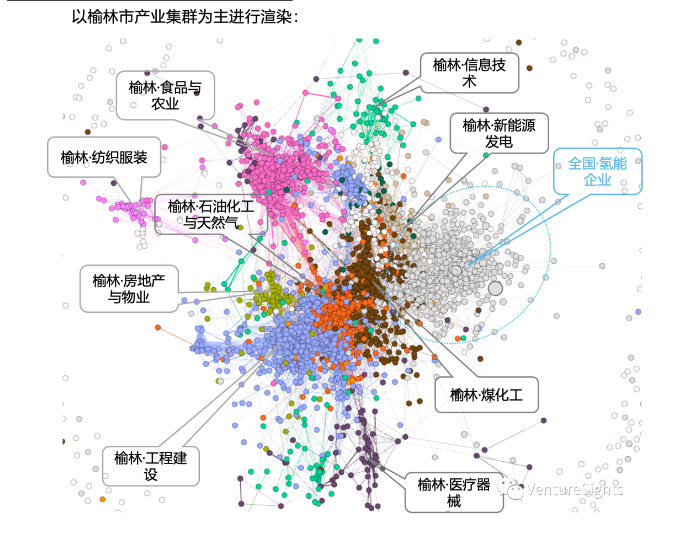 以榆林市产业集群为主进行渲染：
榆林·信息技
术
榆林·食品与
农业
榆林·新能源
发电
榆林·纺织服装
全国·氢能
企业
榆林·石油化工
与天然气
榆林·房地产
与物业
榆林·煤化工
榆林·工程建
设
榆林·医疗器
械
VentureSights